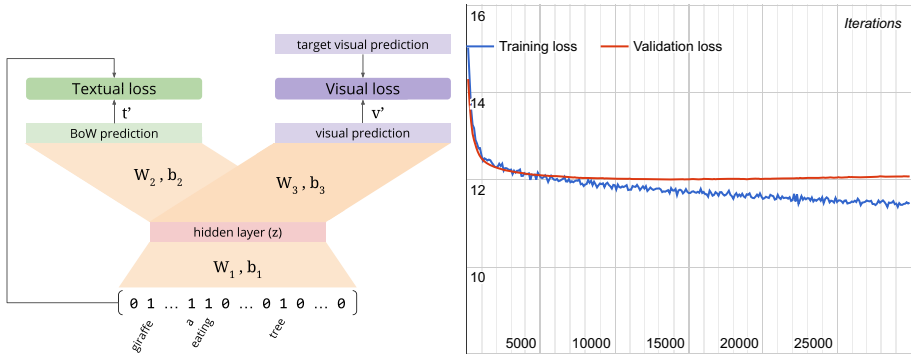 target visual prediction
Textual loss
Visual loss
t’
v’
BoW prediction
visual prediction
W2 , b2
W3 , b3
hidden layer (z)
W1 , b1
0 1 ... 1 1 0 ... 0 1 0 ... 0
giraffe
a
eating
tree
16
Iterations
Training loss
Validation loss
14
12
10
5000 10000 15000 20000 25000